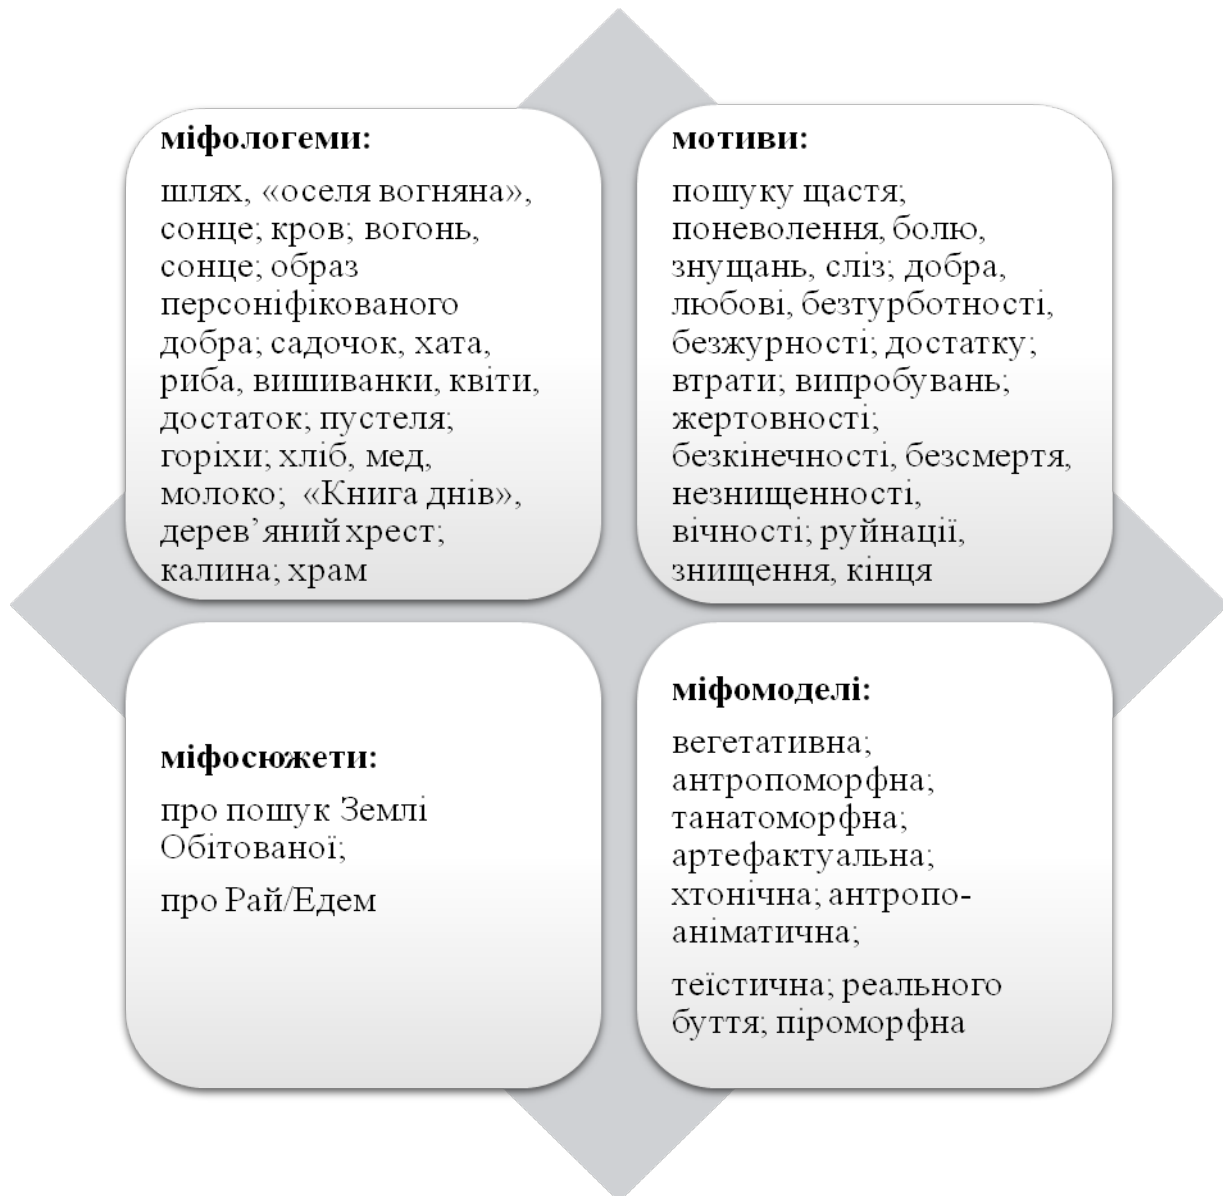 міфологеми:
шлях, «оселя вогняна»,
сонце; кров; вогонь,
сонце; образ
персоніфікованого
добра; садочок, хата,
риба, вишиванки, квіти,
достаток; пустеля;
горіхи; хліб, мед,
молоко; «Книга днів»,
дерев’яний хрест;
калина; храм
мотиви:
пошуку щастя;
поневолення, болю,
знущань, сліз; добра,
любові, безтурботності,
безжурності; достатку;
втрати; випробувань;
жертовності;
безкінечності, безсмертя,
незнищенності,
вічності; руйнації,
знищення, кінця
міфосюжети:
про пошук Землі
Обітованої;
про Рай/Едем
міфомоделі:
вегетативна;
антропоморфна;
танатоморфна;
артефактуальна;
хтонічна; антропо-
аніматична;
теїстична; реального
буття; піроморфна